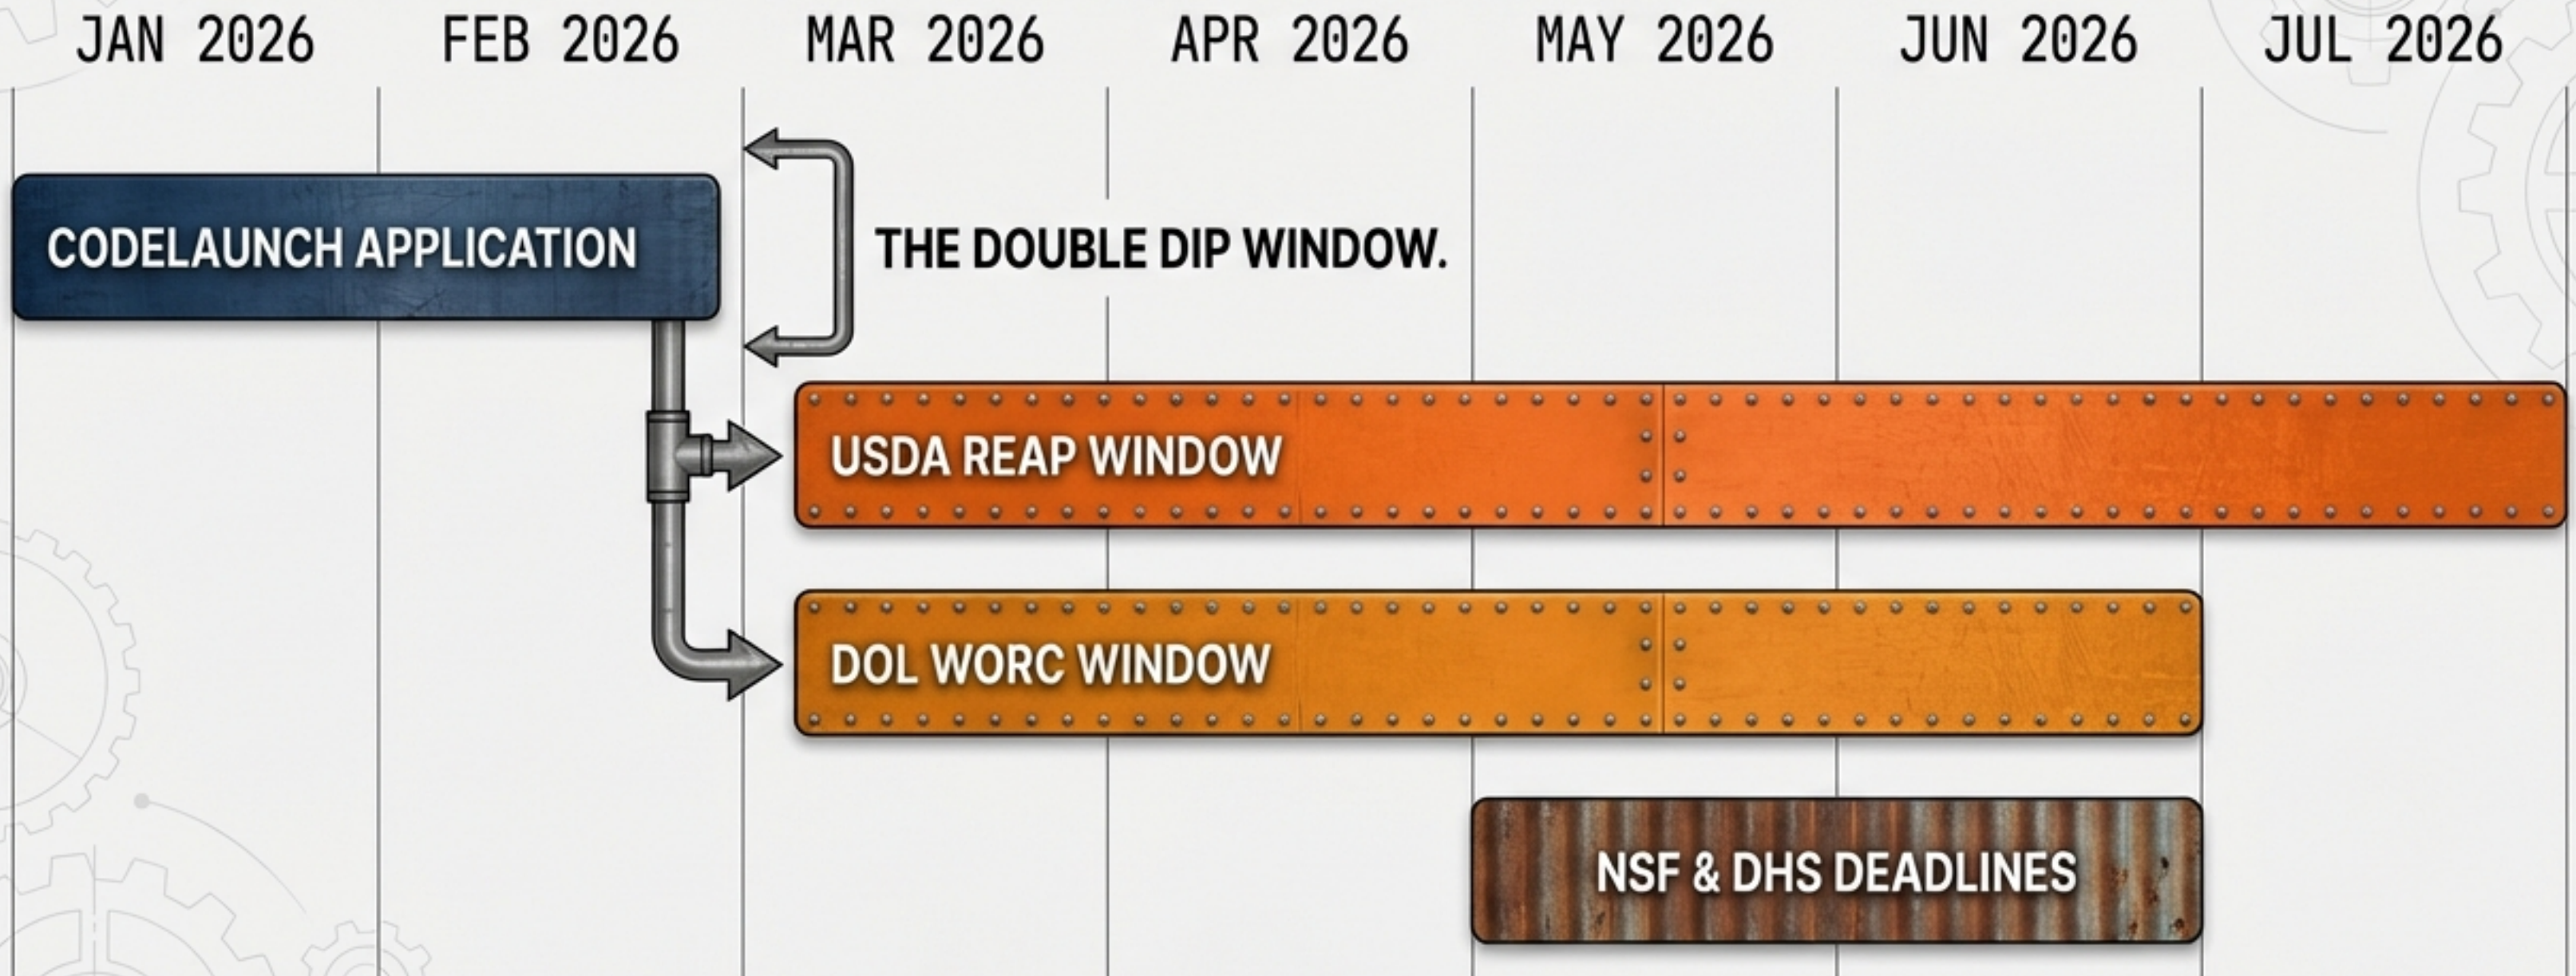 JAN 2026 FEB 2026 MAR 2026 APR 2026 MAY 2026 JUN 2026 JUL 2026
CODELAUNCH APPLICATION
THE DOUBLE DIP WINDOW.
USDA REAP WINDOW
DOL WORC WINDOW
NSF & DHS DEADLINES